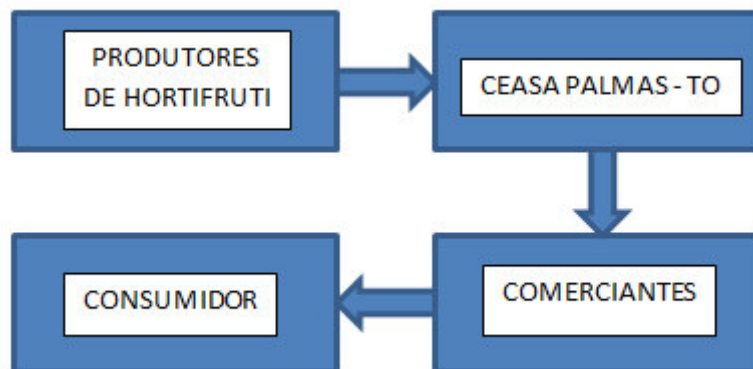 PRODUTORES
DE HORTIFRUTI
CEASA PALMAS - TO
COMERCIANTES
CONSUMIDOR